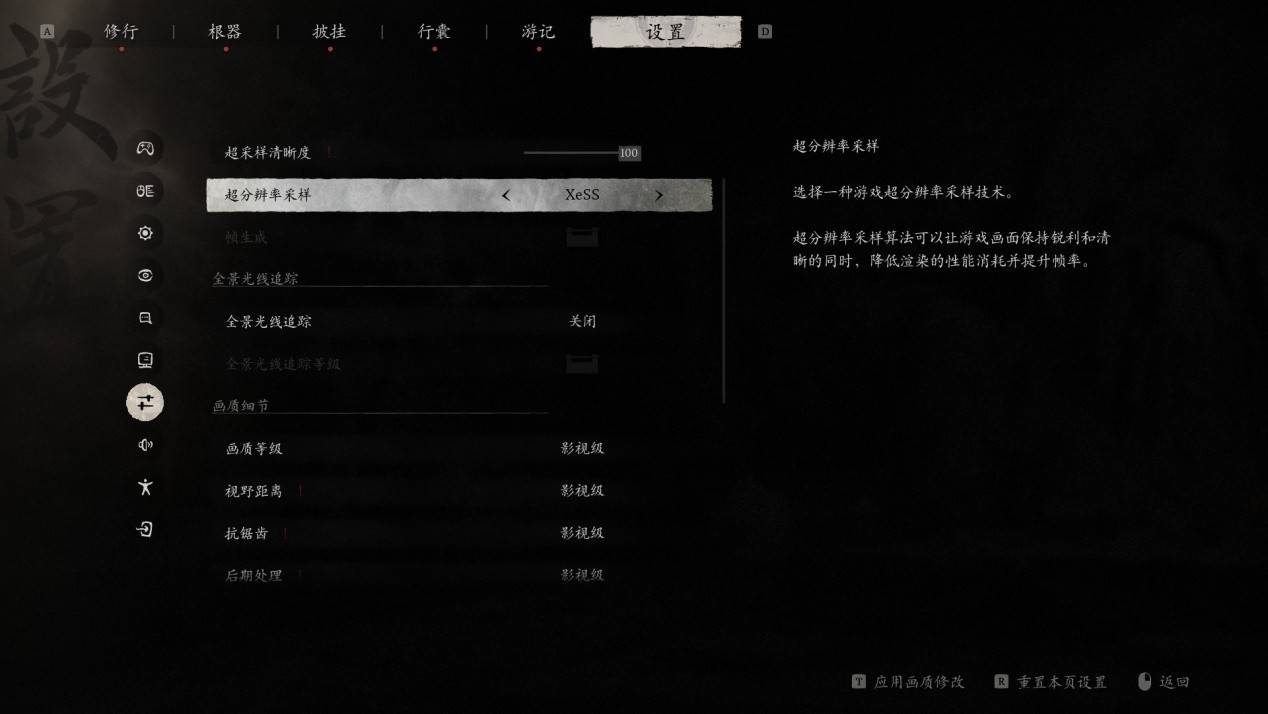 A 修行 | 根器 | 披挂 | 行囊 | 游记 设置 D
設置
超采样清晰度 ! 100
超分辨率采样 < XeSS >
帧生成
全景光线追踪
全景光线追踪 关闭
全景光线追踪等级
画质细节
画质等级 影视级
视野距离 ! 影视级
抗锯齿 ! 影视级
后期处理 ! 影视级
超分辨率采样
选择一种游戏超分辨率采样技术。
超分辨率采样算法可以让游戏画面保持锐利和清
晰的同时，降低渲染的性能消耗并提升帧率。
T 应用画质修改 R 重置本页设置 返回